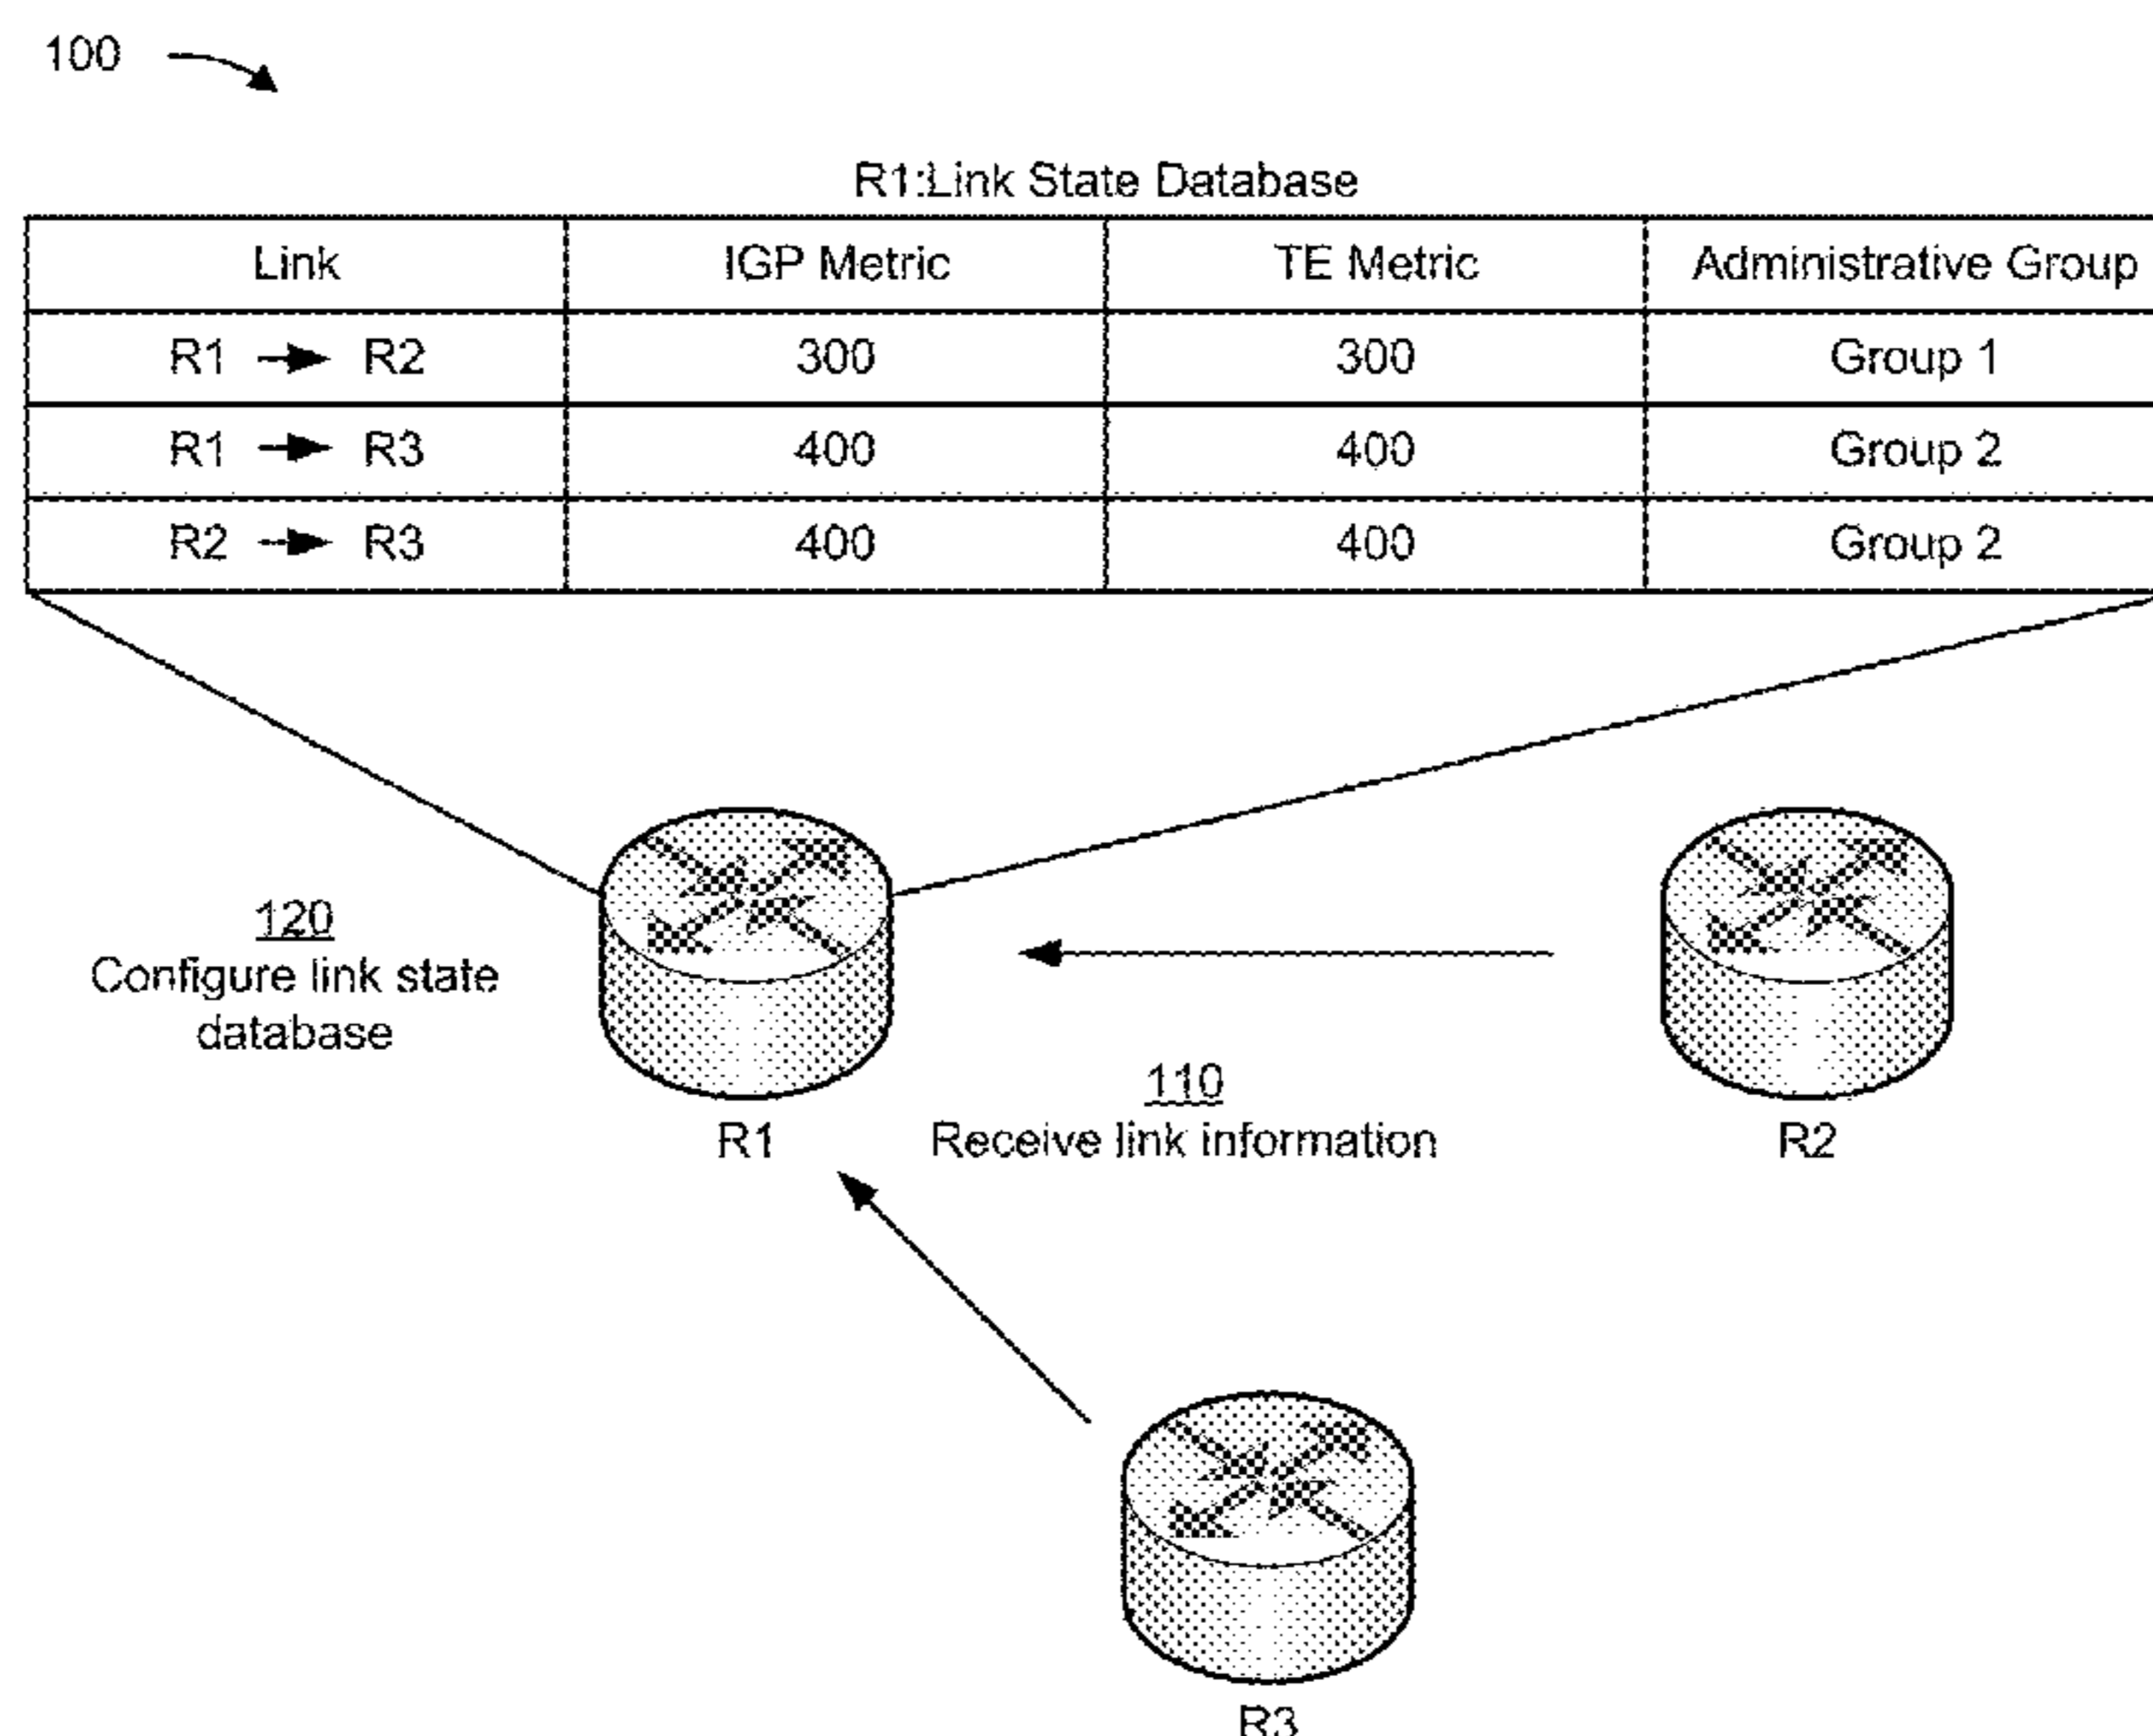 100
R1:Link State Database
Link IGP Metric TE Metric Administrative Group
R1 R2 300 300 Group 1
R1 R3 400 400 Group 2
R2 R3 400 400 Group 2
120
Configure link state
database
R1
110
Receive link information
R2
R3